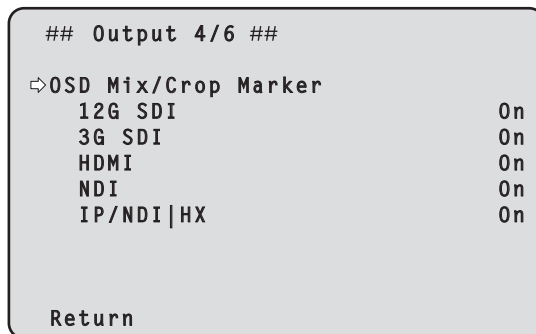 ## Output 4/6 ##
⇨OSD Mix/Crop Marker
12G SDI On
3G SDI On
HDMI On
NDI On
IP/NDI|HX On
Return